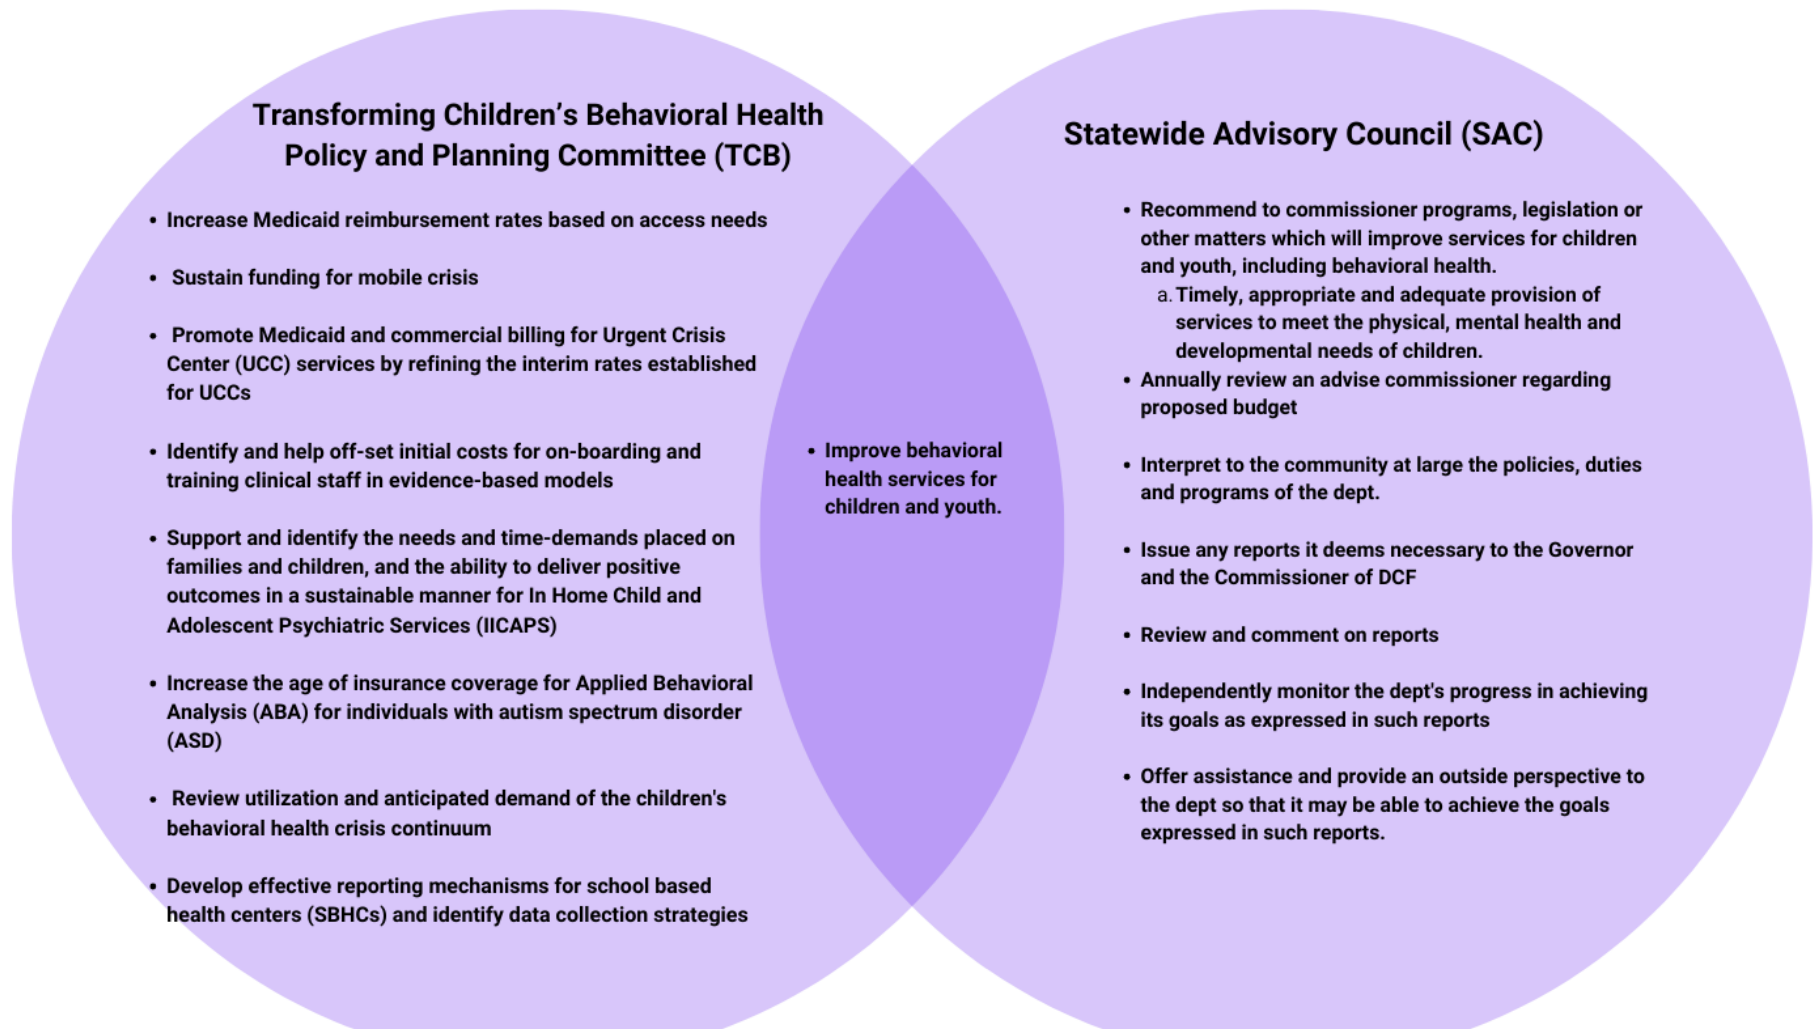 Transforming Children’s Behavioral Health
Policy and Planning Committee (TCB)
• Increase Medicaid reimbursement rates based on access needs
• Sustain funding for mobile crisis
• Promote Medicaid and commercial billing for Urgent Crisis
Center (UCC) services by refining the interim rates established
for UCCs
• Identify and help off-set initial costs for on-boarding and
training clinical staff in evidence-based models
• Support and identify the needs and time-demands placed on
families and children, and the ability to deliver positive
outcomes in a sustainable manner for In Home Child and
Adolescent Psychiatric Services (IICAPS)
• Increase the age of insurance coverage for Applied Behavioral
Analysis (ABA) for individuals with autism spectrum disorder
(ASD)
• Review utilization and anticipated demand of the children's
behavioral health crisis continuum
• Develop effective reporting mechanisms for school based
health centers (SBHCs) and identify data collection strategies
• Improve behavioral
health services for
children and youth.
Statewide Advisory Council (SAC)
• Recommend to commissioner programs, legislation or
other matters which will improve services for children
and youth, including behavioral health.
a. Timely, appropriate and adequate provision of
services to meet the physical, mental health and
developmental needs of children.
• Annually review an advise commissioner regarding
proposed budget
• Interpret to the community at large the policies, duties
and programs of the dept.
• Issue any reports it deems necessary to the Governor
and the Commissioner of DCF
• Review and comment on reports
• Independently monitor the dept's progress in achieving
its goals as expressed in such reports
• Offer assistance and provide an outside perspective to
the dept so that it may be able to achieve the goals
expressed in such reports.